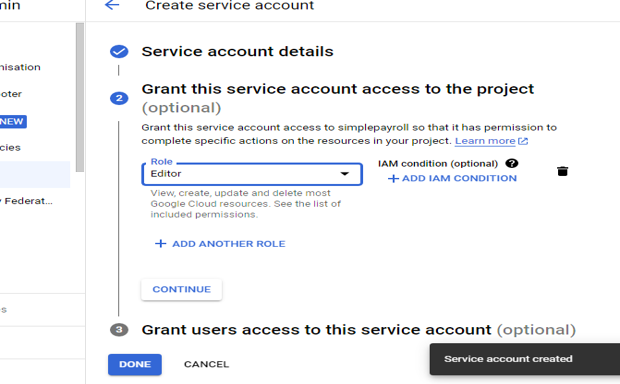 min
Create service account
anisation
oter
NEW
cies
y Federat...
s
Service account details
2
Grant this service account access to the project
(optional)
Grant this service account access to simplepayroll so that it has permission to
complete specific actions on the resources in your project. Learn more
Role
Editor
IAM condition (optional) ?
+ ADD IAM CONDITION
View, create, update and delete most
Google Cloud resources. See the list of
included permissions.
+ ADD ANOTHER ROLE
CONTINUE
3
Grant users access to this service account (optional)
DONE
CANCEL
Service account created